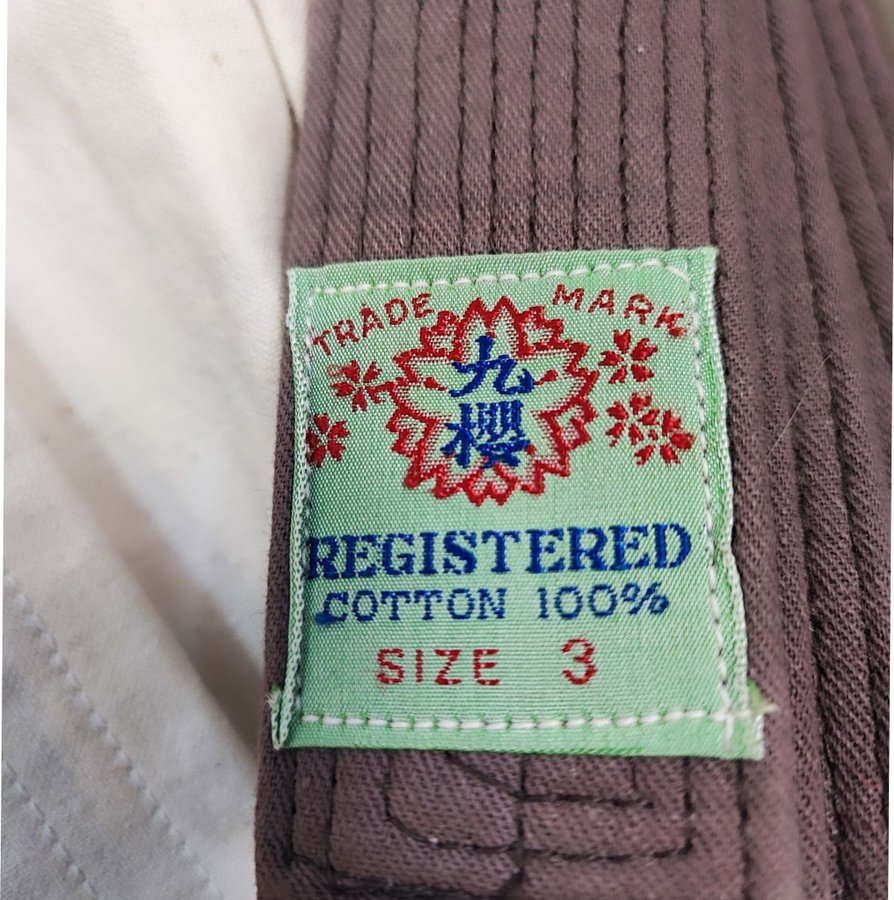 TRADE MARK
九
櫻
REGISTERED
COTTON 100%
SIZE 3